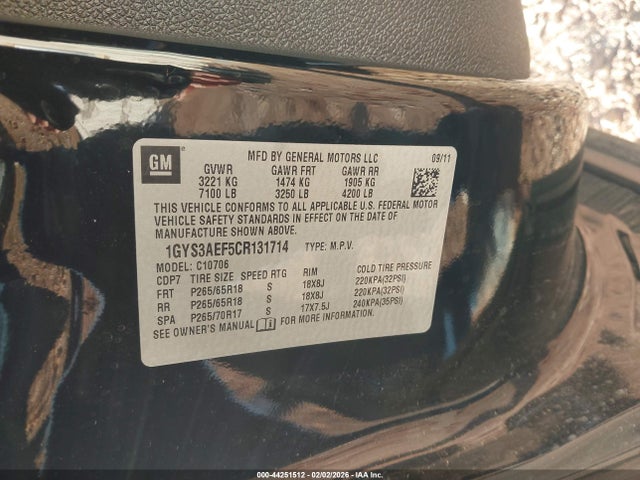 GM
MFD BY GENERAL MOTORS LLC 09/11
GVWR GAWR FRT GAWR RR
3221 KG 1474 KG 1905 KG
7100 LB 3250 LB 4200 LB
THIS VEHICLE CONFORMS TO ALL APPLICABLE U.S. FEDERAL MOTOR
VEHICLE SAFETY STANDARDS IN EFFECT ON THE DATE OF
MANUFACTURE SHOWN ABOVE.
1GYS3AEF5CR131714 TYPE: M.P.V.
MODEL: C10706
CDP7 TIRE SIZE SPEED RTG RIM COLD TIRE PRESSURE
FRT P265/65R18 S 18X8J 220KPA(32PSI)
RR P265/65R18 S 18X8J 220KPA(32PSI)
SPA P265/70R17 S 17X7.5J 240KPA(35PSI)
SEE OWNER'S MANUAL FOR MORE INFORMATION.
000-44251512 - 02/02/2026 - IAA Inc.